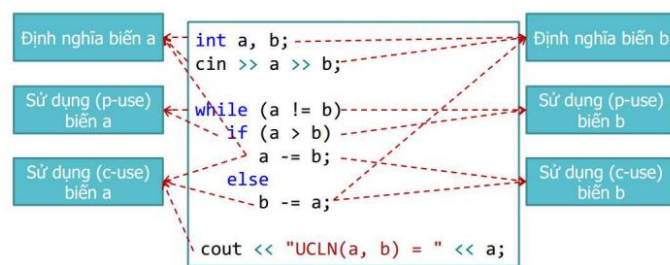 Định nghĩa biến a
Sử dụng (p-use)
biến a
Sử dụng (c-use)
biến a
int a, b;
cin >> a >> b;
while (a != b)
if (a > b)
a -= b;
else
b -= a;
cout << "UCLN(a, b) = " << a;
Định nghĩa biến b
Sử dụng (p-use)
biến b
Sử dụng (c-use)
biến b